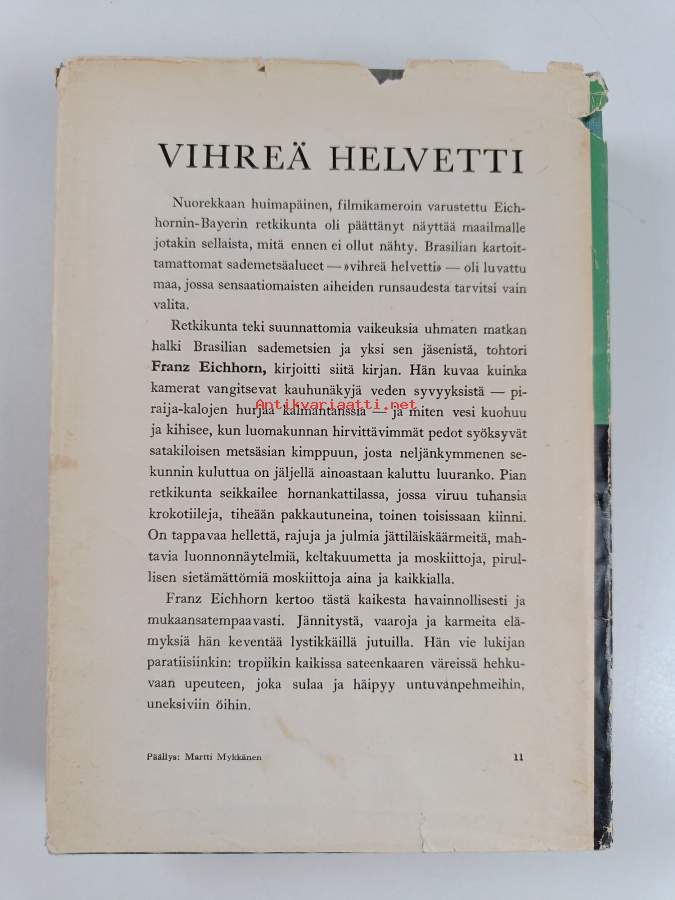 VIHREÄ HELVETTI
Nuorekkaan huimapäinen, filmikameroin varustettu Eich-
hornin-Bayerin retkikunta oli päättänyt näyttää maailmalle
jotakin sellaista, mitä ennen ei ollut nähty. Brasilian kartoit-
tamattomat sademetsäalueet — »vihreä helvetti» — oli luvattu
maa, jossa sensaatiomaisten aiheiden runsaudesta tarvitsi vain
valita.
Retkikunta teki suunnattomia vaikeuksia uhmaten matkan
halki Brasilian sademetsien ja yksi sen jäsenistä, tohtori
Franz Eichhorn, kirjoitti siitä kirjan. Hän kuvaa kuinka
kamerat vangitsevat kauhunäkyjä veden syvyyksistä — pi-
raija-kalojen hurjaa kalmantanssia — ja miten vesi kuohuu
Antikvariaatti.net
ja kihisee, kun luomakunnan hirvittävimmät pedot syöksyvät
satakiloisen metsäsian kimppuun, josta neljänkymmenen se-
kunnin kuluttua on jäljellä ainoastaan kaluttu luuranko. Pian
retkikunta seikkailee hornankattilassa, jossa viruu tuhansia
krokotiileja, tiheään pakkautuneina, toinen toisissaan kiinni.
On tappavaa hellettä, rajuja ja julmia jättiläiskäärmeitä, mah-
tavia luonnonnäytelmiä, keltakuumetta ja moskiittoja, pirul-
lisen sietämättömiä moskiittoja aina ja kaikkialla.
Franz Eichhorn kertoo tästä kaikesta havainnollisesti ja
mukaansatempaavasti. Jännitystä, vaaroja ja karmeita elä-
myksiä hän keventää lystikkäillä jutuilla. Hän vie lukijan
paratiisiinkin: tropiikin kaikissa sateenkaaren väreissä hehku-
vaan upeuteen, joka sulaa ja häipyy untuvanpehmeihin,
uneksiviin öihin.
Päällys: Martti Mykkänen 11